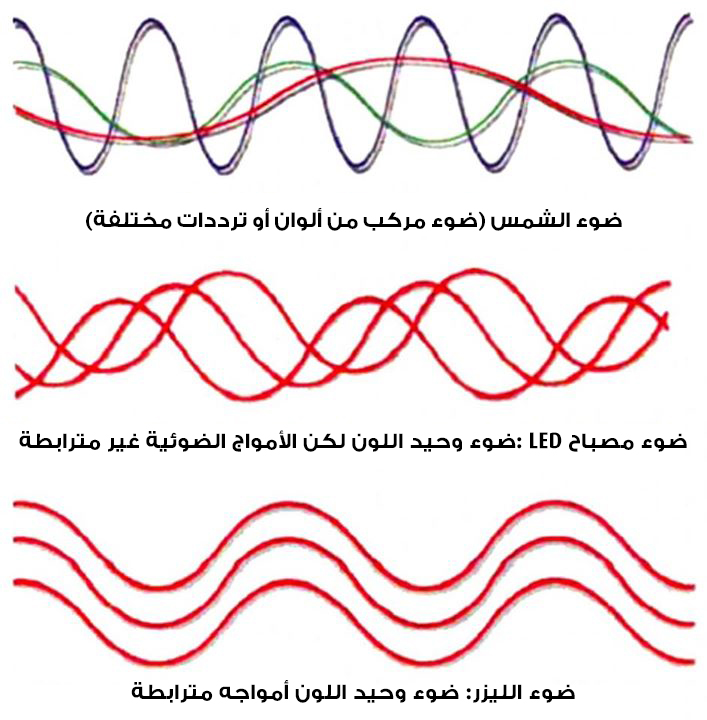 ضوء الشمس (ضوء مركب من ألوان أو ترددات مختلفة)
ضوء مصباح LED :ضوء وحيد اللون لكن الأمواج الضوئية غير مترابطة
ضوء الليزر: ضوء وحيد اللون أمواجه مترابطة